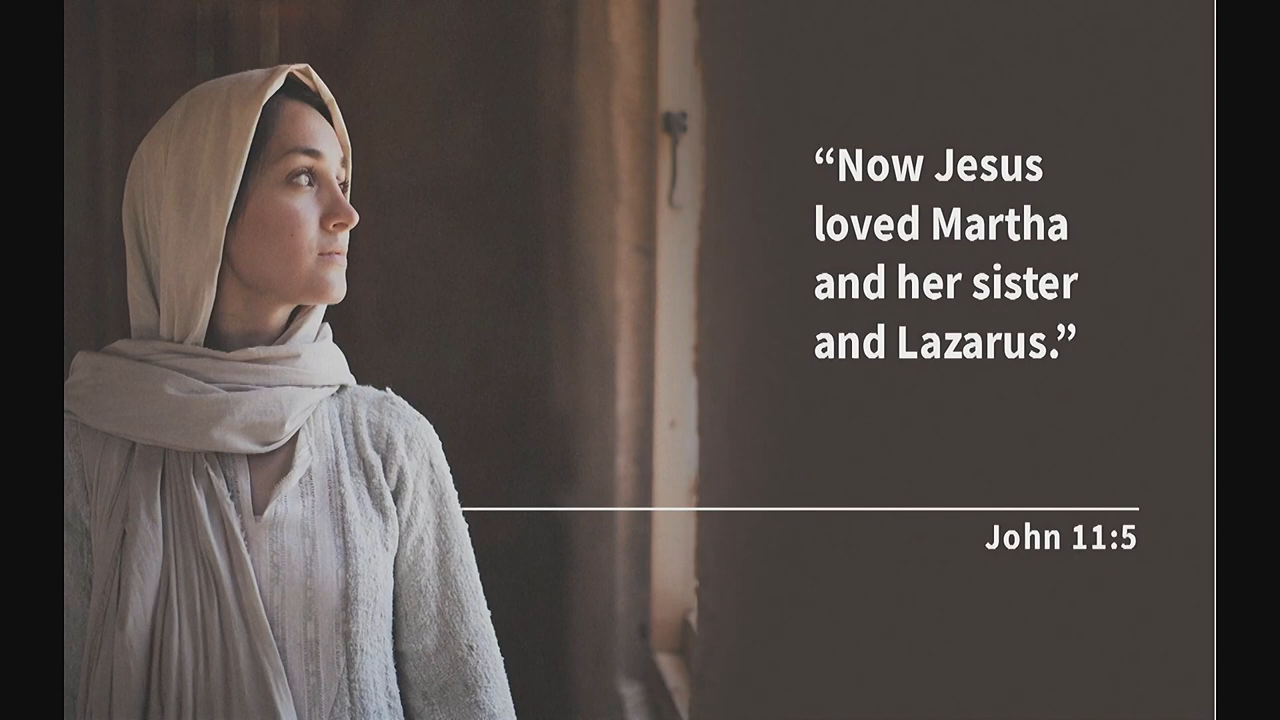 “Now Jesus
loved Martha
and her sister
and Lazarus.”
John 11:5